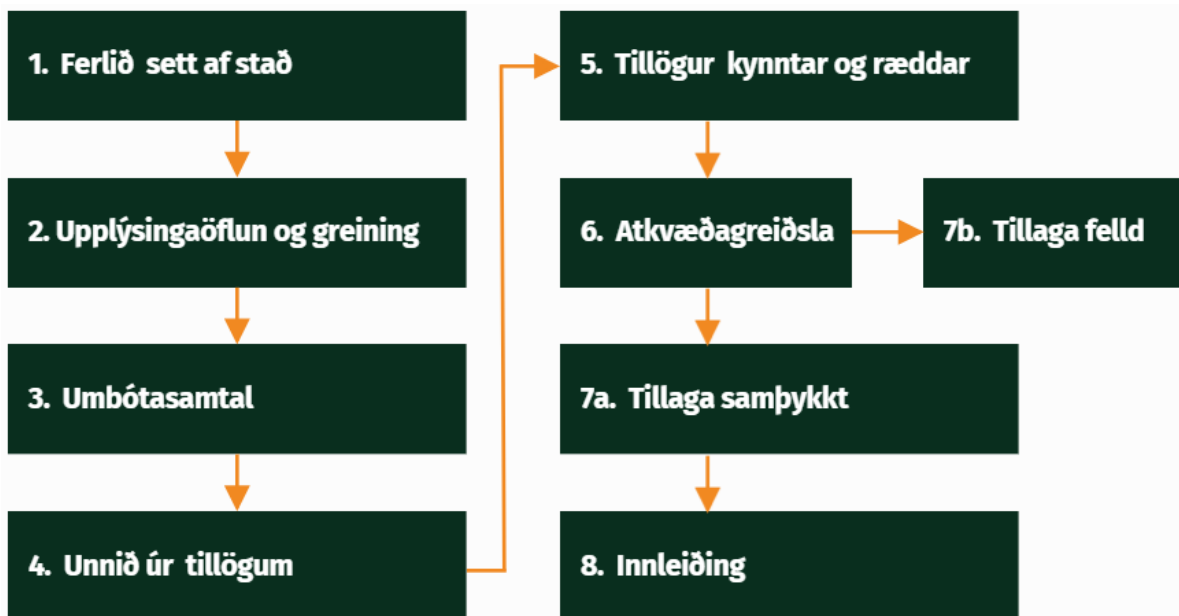 1. Ferlið sett af stað
2. Upplýsingaöflun og greining
3. Umbótasamtal
4. Unnið úr tillögum
5. Tillögur kynntar og ræddar
6. Atkvæðagreiðsla
7b. Tillaga felld
7a. Tillaga samþykkt
8. Innleiðing